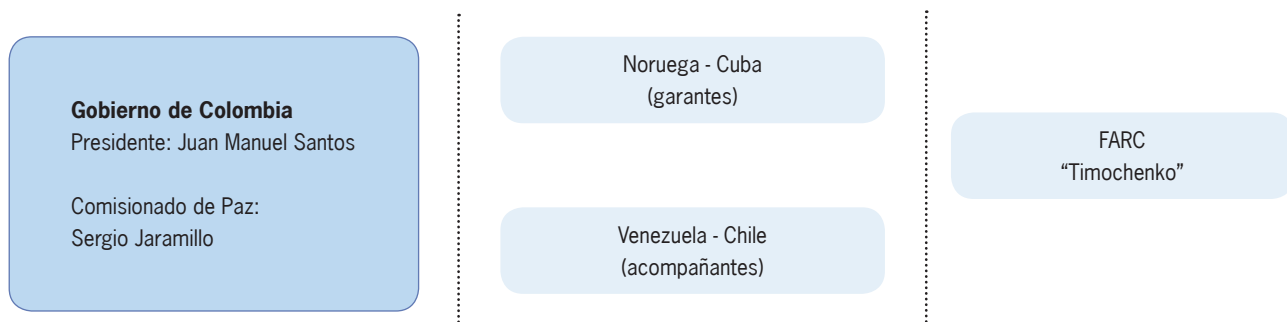 Gobierno de Colombia
Presidente: Juan Manuel Santos
Comisionado de Paz:
Sergio Jaramillo
Noruega - Cuba
(garantes)
Venezuela - Chile
(acompañantes)
FARC
“Timochenko”